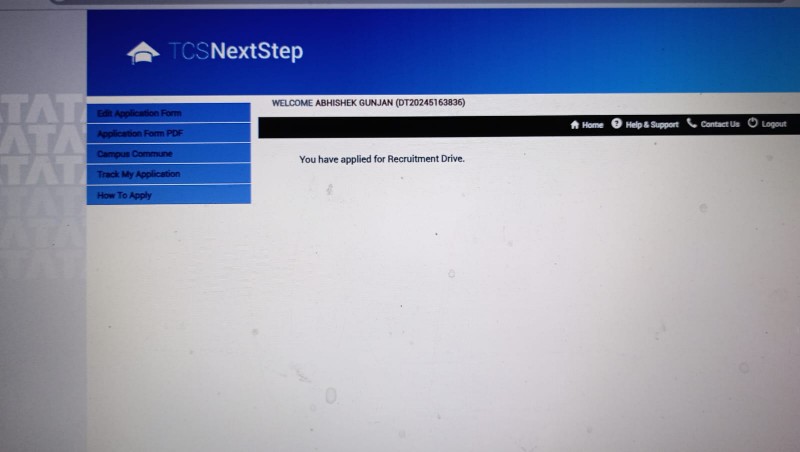 TCSNextStep
WELCOME ABHISHEK GUNJAN (DT20245163836)
Home Help & Support Contact Us Logout
Edit Application Form
Application Form PDF
Campus Commune
Track My Application
How To Apply
You have applied for Recruitment Drive.
TATA
TATA
TATA